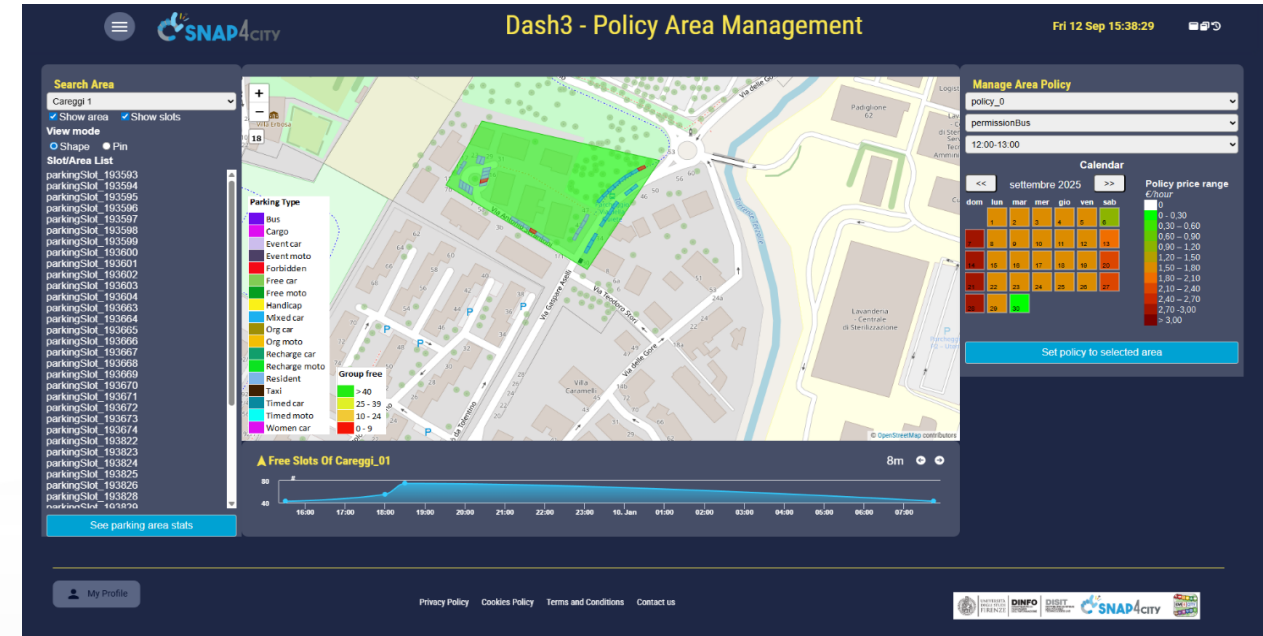 SNAP4CITY
Dash3 - Policy Area Management
Fri 12 Sep 15:38:29
Search Area
Careggi 1
Show area Show slots
View mode
Shape Pin
Slot/Area List
parkingSlot_193593
parkingSlot_193594
parkingSlot_193595
parkingSlot_193596
parkingSlot_193597
parkingSlot_193598
parkingSlot_193599
parkingSlot_193600
parkingSlot_193601
parkingSlot_193602
parkingSlot_193603
parkingSlot_193604
parkingSlot_193663
parkingSlot_193664
parkingSlot_193665
parkingSlot_193666
parkingSlot_193667
parkingSlot_193668
parkingSlot_193669
parkingSlot_193670
parkingSlot_193671
parkingSlot_193672
parkingSlot_193673
parkingSlot_193674
parkingSlot_193822
parkingSlot_193823
parkingSlot_193824
parkingSlot_193825
parkingSlot_193826
parkingSlot_193828
parkingSlot_193829
See parking area stats
+
−
18
Parking Type
Bus
Cargo
Event car
Event moto
Forbidden
Free car
Free moto
Handicap
Mixed car
Org car
Org moto
Recharge car
Recharge moto
Resident
Taxi
Timed car
Timed moto
Women car
Group free
>40
25 - 39
10 - 24
0 - 9
Padiglione
62
Via Gaspare Aselli
Via Teodoro Stori
Via delle Gore
Villa
Caramelli
Lavanderia
- Centrale
di Sterilizzazione
© OpenStreetMap contributors
Free Slots Of Careggi_01
8m
80
40
16:00 17:00 18:00 19:00 20:00 21:00 22:00 23:00 10. Jan 01:00 02:00 03:00 04:00 05:00 06:00 07:00
Manage Area Policy
policy_0
permissionBus
12:00-13:00
Calendar
<< settembre 2025 >>
dom lun mar mer gio ven sab
1 2 3 4 5 6
7 8 9 10 11 12 13
14 15 16 17 18 19 20
21 22 23 24 25 26 27
28 29 30
Policy price range
€/hour
0
0 - 0,30
0,30 – 0,60
0,60 – 0,90
0,90 – 1,20
1,20 – 1,50
1,50 – 1,80
1,80 – 2,10
2,10 – 2,40
2,40 – 2,70
2,70 -3,00
> 3,00
Set policy to selected area
My Profile
Privacy Policy Cookies Policy Terms and Conditions Contact us
UNIVERSITÀ DEGLI STUDI FIRENZE DINFO DISIT SNAP4CITY